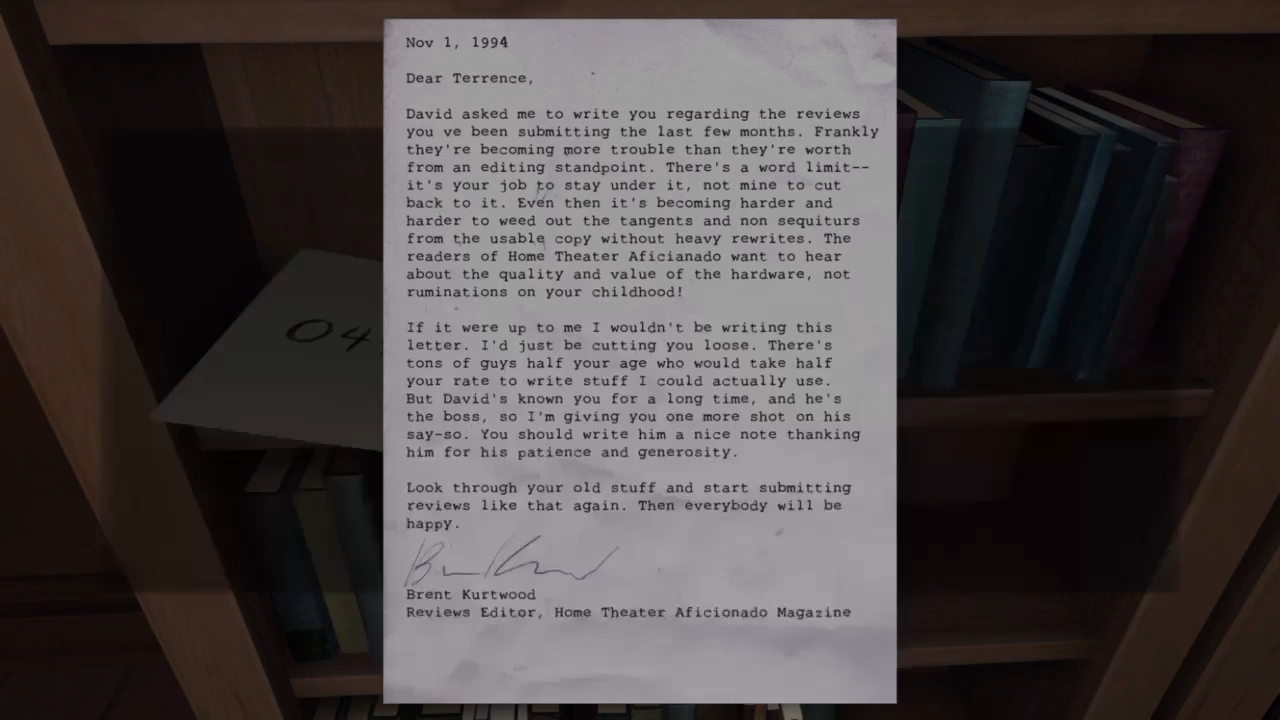 Nov 1, 1994
Dear Terrence,
David asked me to write you regarding the reviews
you ve been submitting the last few months. Frankly
they're becoming more trouble than they're worth
from an editing standpoint. There's a word limit--
it's your job to stay under it, not mine to cut
back to it. Even then it's becoming harder and
harder to weed out the tangents and non sequiturs
from the usable copy without heavy rewrites. The
readers of Home Theater Aficianado want to hear
about the quality and value of the hardware, not
ruminations on your childhood!
If it were up to me I wouldn't be writing this
letter. I'd just be cutting you loose. There's
tons of guys half your age who would take half
your rate to write stuff I could actually use.
But David's known you for a long time, and he's
the boss, so I'm giving you one more shot on his
say-so. You should write him a nice note thanking
him for his patience and generosity.
Look through your old stuff and start submitting
reviews like that again. Then everybody will be
happy.
Brent Kurtwood
Reviews Editor, Home Theater Aficionado Magazine
04